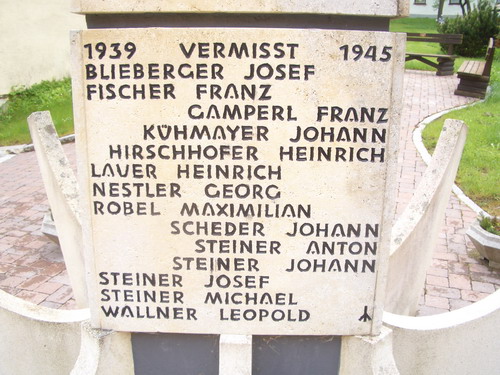 1939 VERMISST 1945
BLIEBERGER JOSEF
FISCHER FRANZ
GAMPERL FRANZ
KÜHMAYER JOHANN
HIRSCHHOFER HEINRICH
LAUER HEINRICH
NESTLER GEORG
ROBEL MAXIMILIAN
SCHEDER JOHANN
STEINER ANTON
STEINER JOHANN
STEINER JOSEF
STEINER MICHAEL
WALLNER LEOPOLD